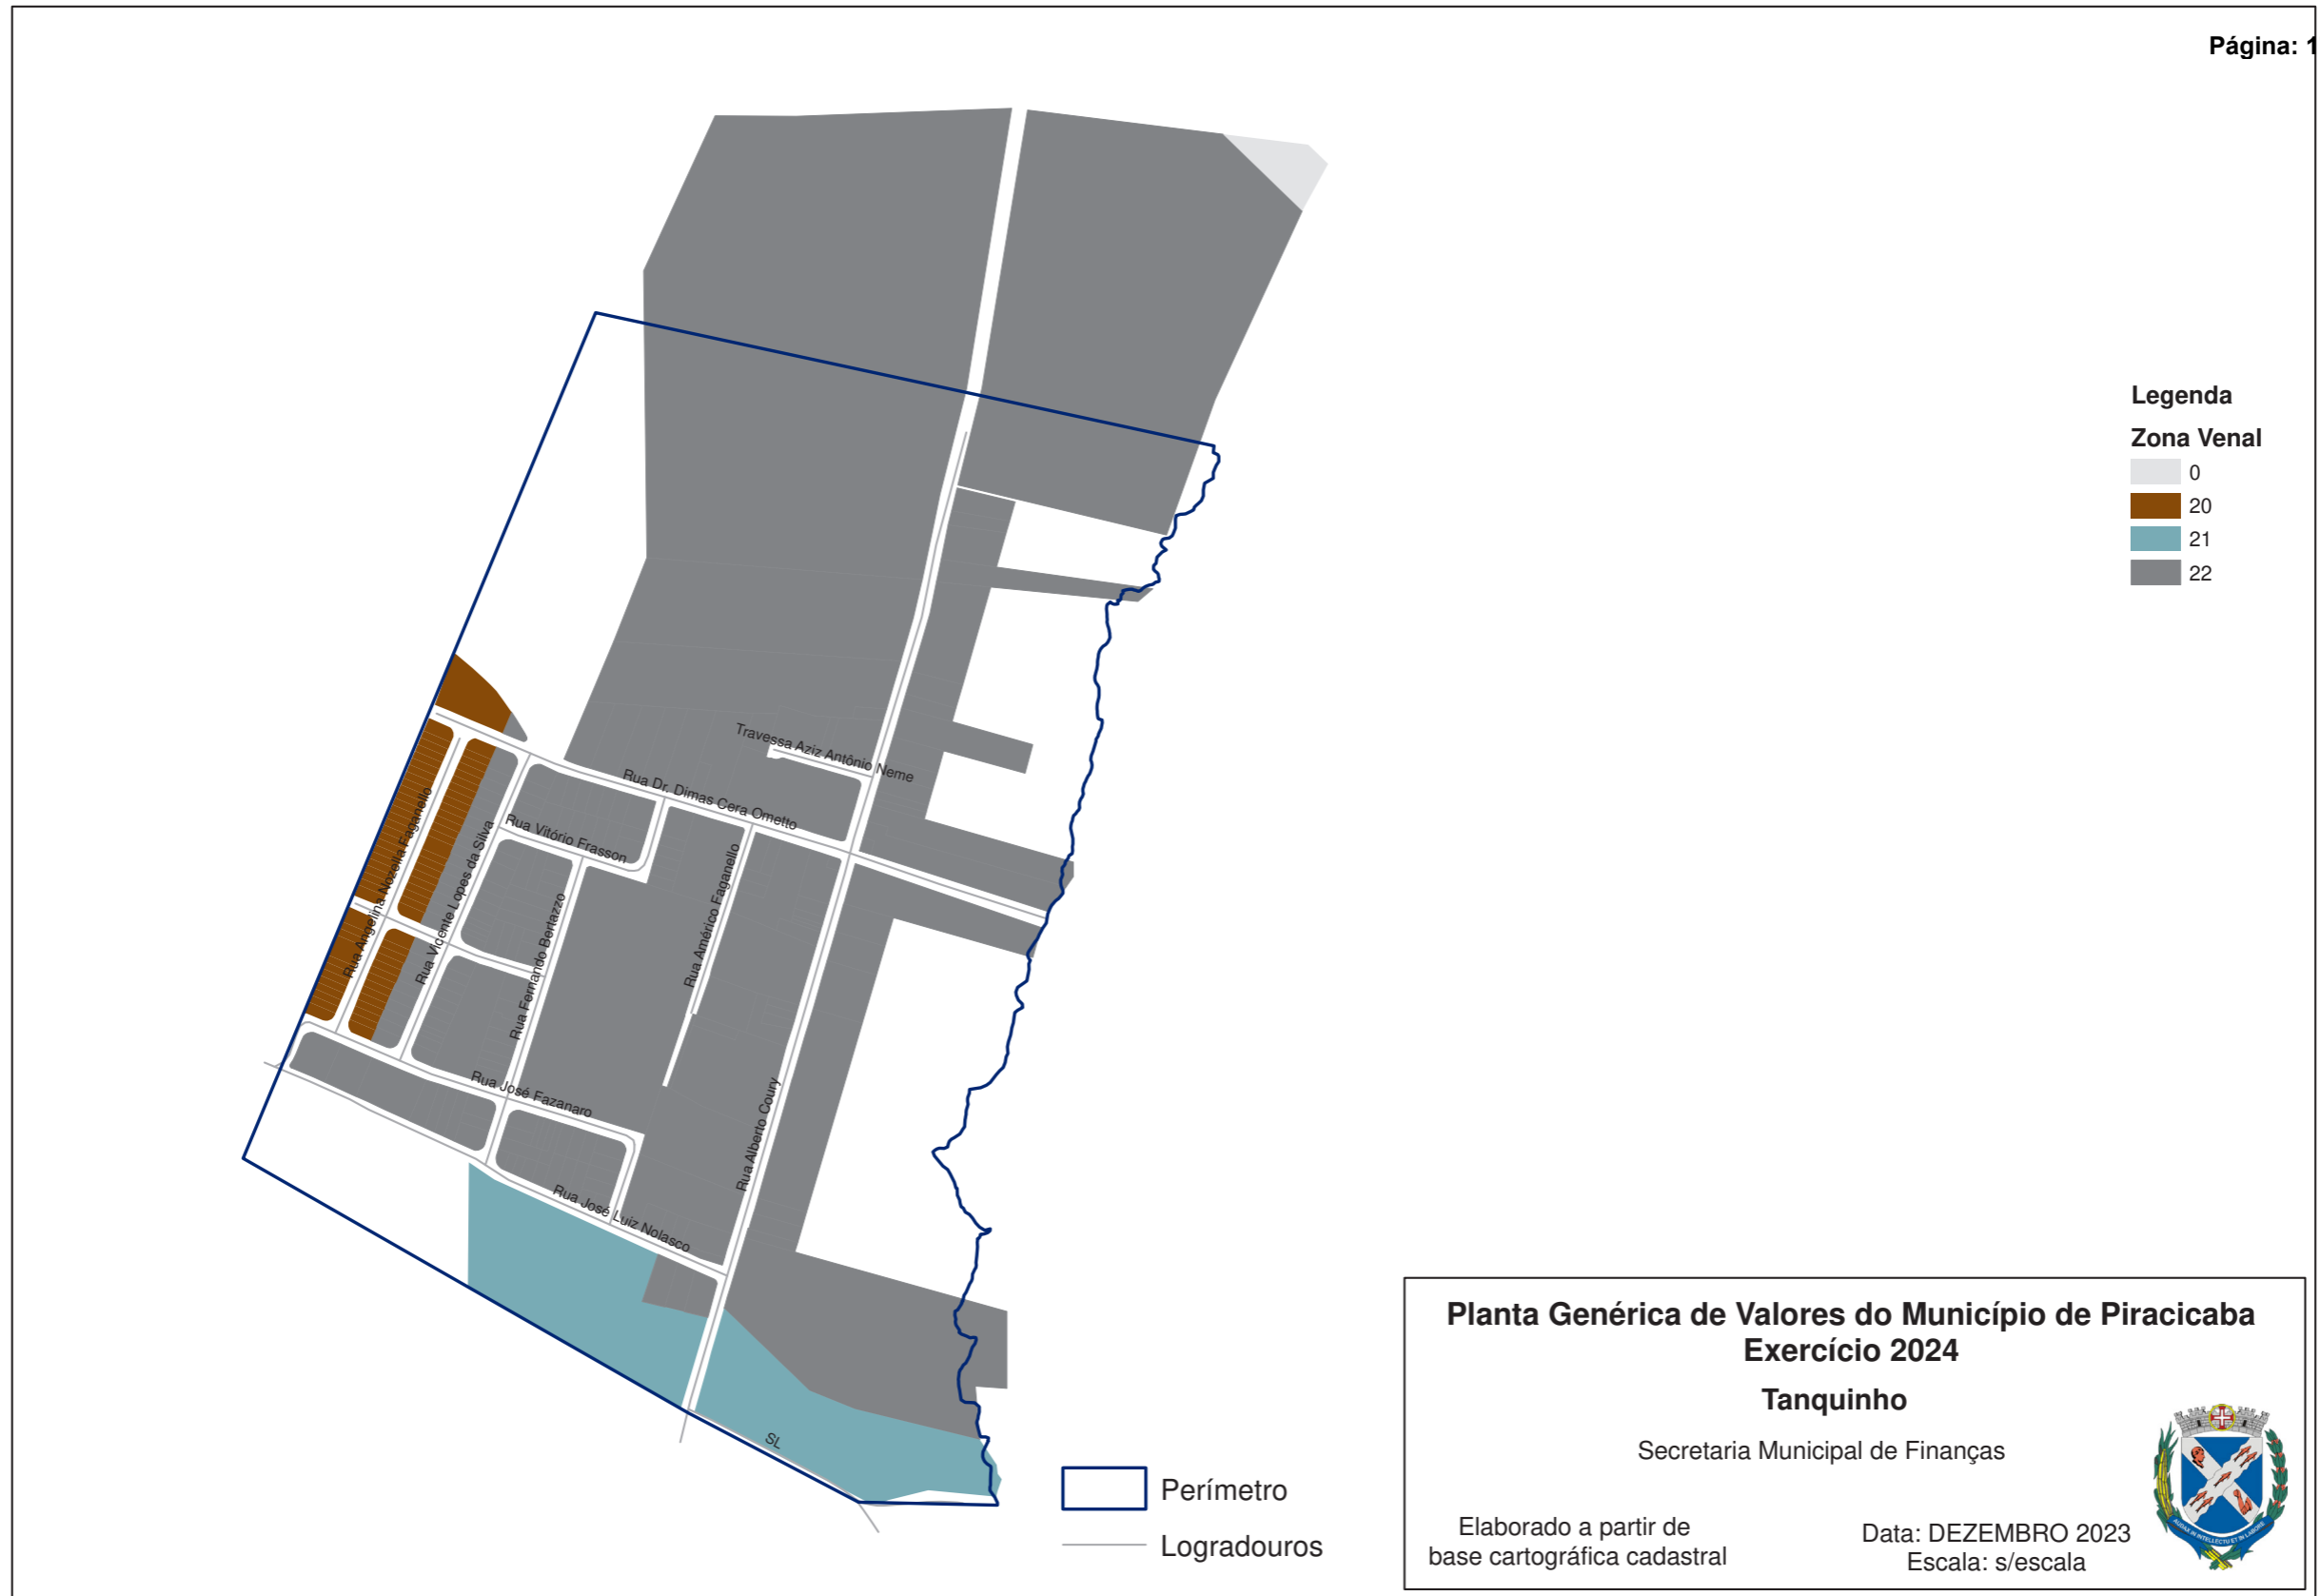 Página: 1
Legenda
Zona Venal
0
20
21
22
Travessa Aziz Antônio Neme
Rua Dr. Dimas Cera Ometto
Rua Vitório Frasson
Rua Angelina Nozella Faganello
Rua Vicente Lopes da Silva
Rua Fernando Bertazzo
Rua Américo Faganello
Rua José Fazanaro
Rua Alberto Coury
Rua José Luiz Nolasco
SL
Perímetro
Logradouros
Planta Genérica de Valores do Município de Piracicaba
Exercício 2024
Tanquinho
Secretaria Municipal de Finanças
Elaborado a partir de
base cartográfica cadastral
Data: DEZEMBRO 2023
Escala: s/escala